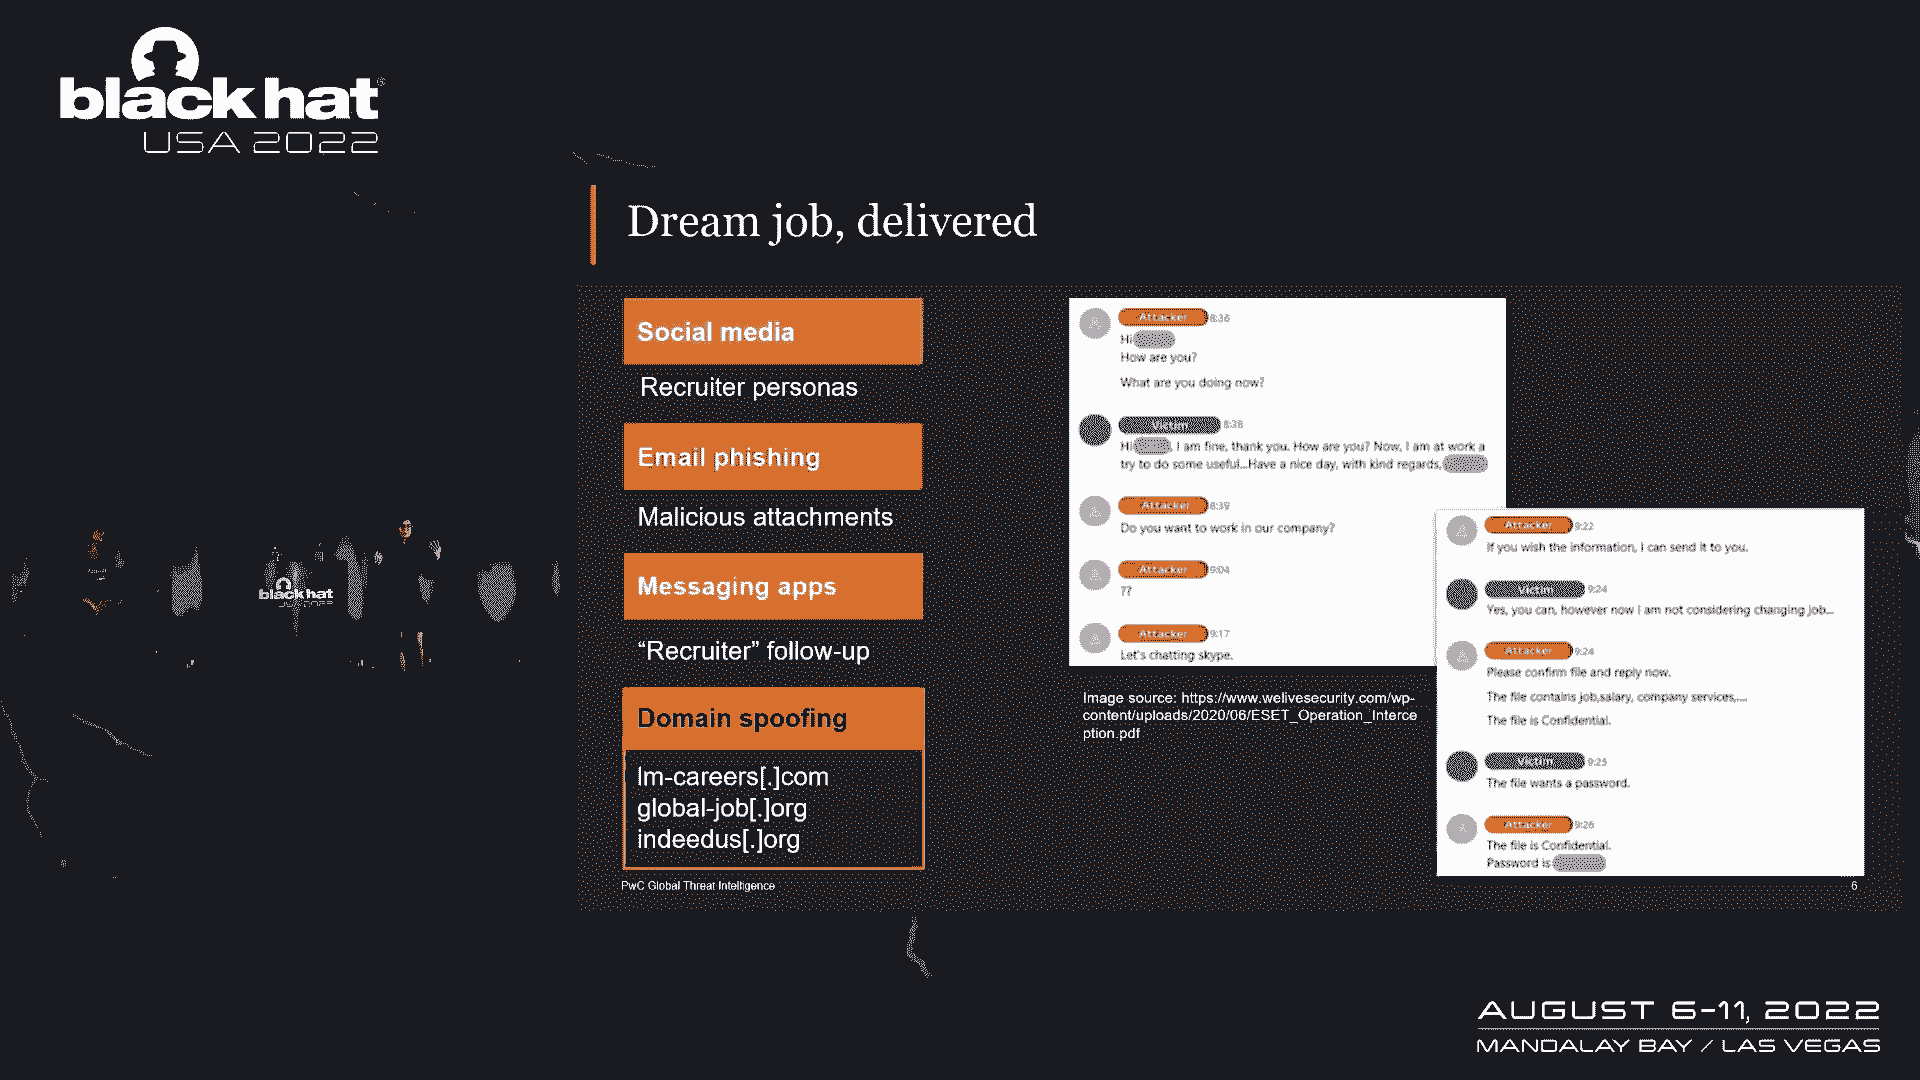 black hat®
USA 2022
Dream job, delivered
Social media
Recruiter personas
Email phishing
Malicious attachments
Messaging apps
“Recruiter” follow-up
Domain spoofing
lm-careers[.]com
global-job[.]org
indeedus[.]org
PwC Global Threat Intelligence
Attacker 8:36
Hi
How are you?
What are you doing now?
Victim 8:38
Hi , I am fine, thank you. How are you? Now, I am at work a
try to do some useful...Have a nice day, with kind regards,
Attacker 8:39
Do you want to work in our company?
Attacker 9:04
??
Attacker 9:17
Let's chatting skype.
Image source: https://www.welivesecurity.com/wp-
content/uploads/2020/06/ESET_Operation_Interce
ption.pdf
Attacker 9:22
If you wish the information, I can send it to you.
Victim 9:24
Yes, you can, however now I am not considering changing job...
Attacker 9:24
Please confirm file and reply now.
The file contains job,salary, company services,....
The file is Confidential.
Victim 9:25
The file wants a password.
Attacker 9:26
The file is Confidential.
Password is
6
black hat
AUGUST 6-11, 2022
MANDALAY BAY / LAS VEGAS